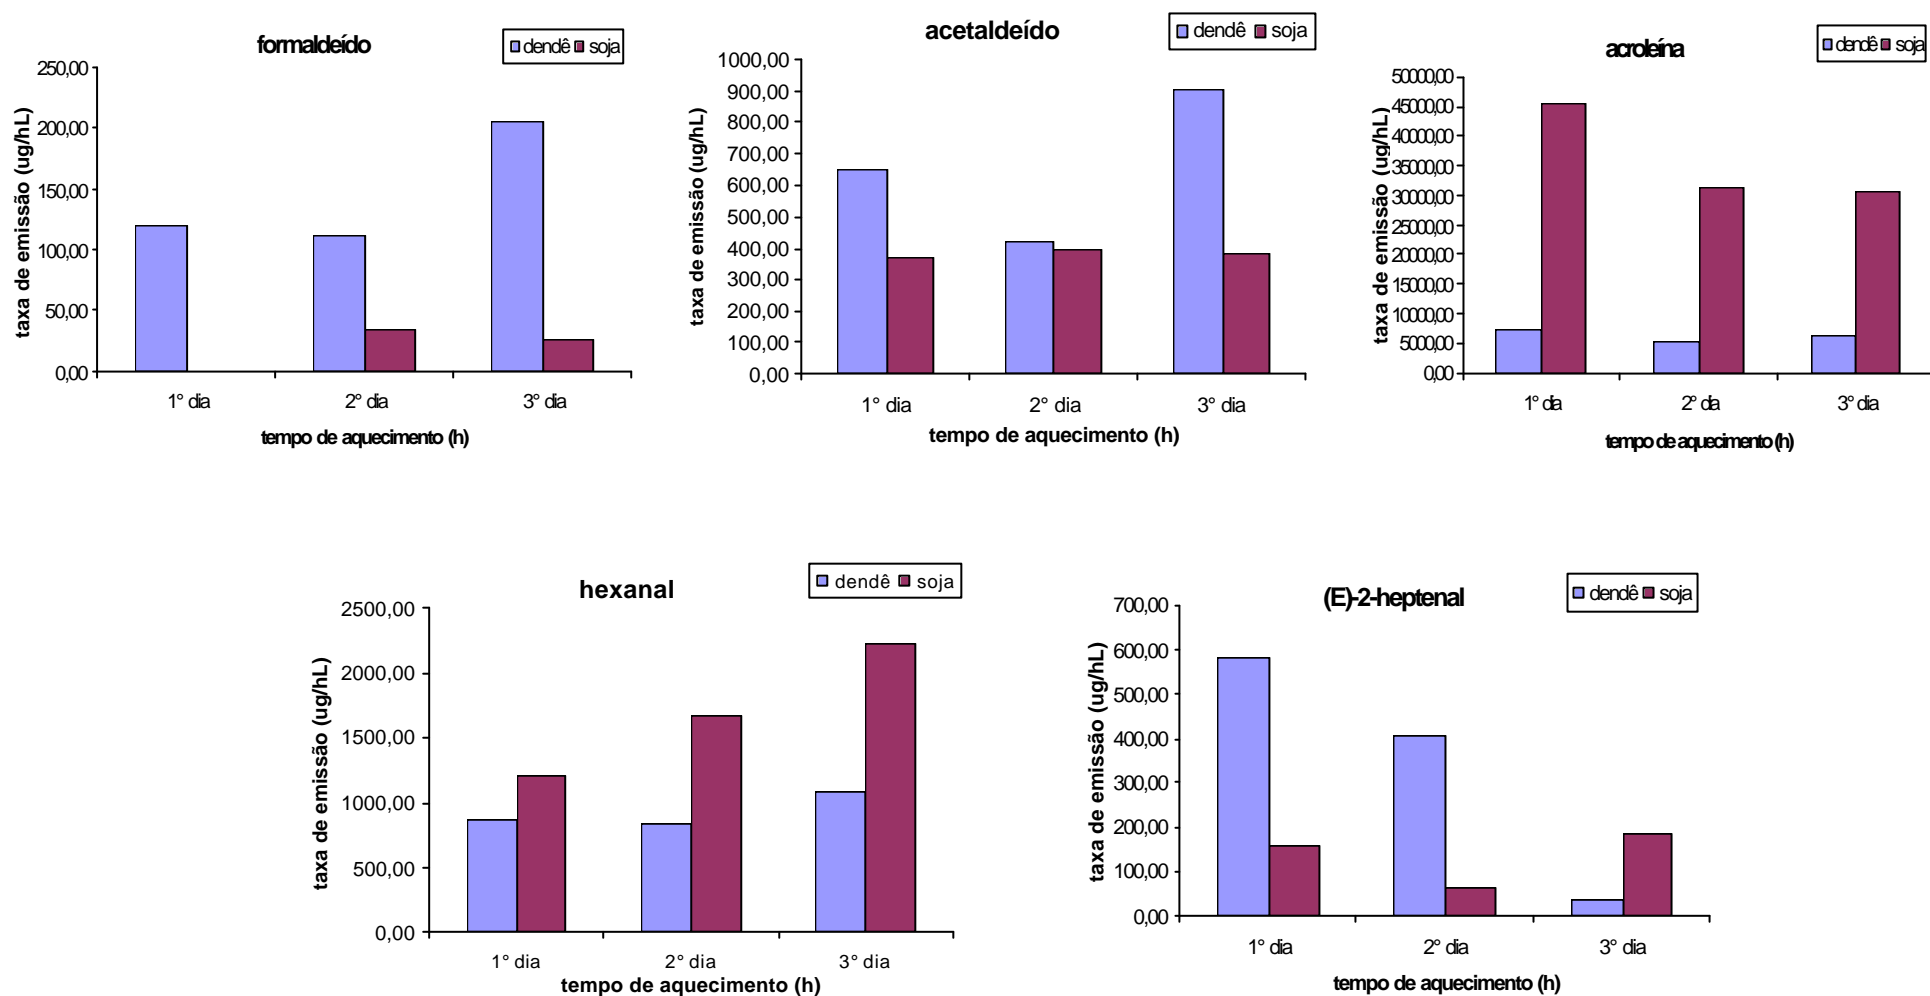 formaldeído
dendê soja
taxa de emissão (ug/hL)
250,00
200,00
150,00
100,00
50,00
0,00
1° dia 2° dia 3° dia
tempo de aquecimento (h)
acetaldeído
dendê soja
taxa de emissão (ug/hL)
1000,00
900,00
800,00
700,00
600,00
500,00
400,00
300,00
200,00
100,00
0,00
1° dia 2° dia 3° dia
tempo de aquecimento (h)
acroleína
dendê soja
taxa de emissão (ug/hL)
50000,00
45000,00
40000,00
35000,00
30000,00
25000,00
20000,00
15000,00
10000,00
5000,00
0,00
1° dia 2° dia 3° dia
tempo de aquecimento (h)
hexanal
dendê soja
taxa de emissão (ug/hL)
2500,00
2000,00
1500,00
1000,00
500,00
0,00
1° dia 2° dia 3° dia
tempo de aquecimento (h)
(E)-2-heptenal
dendê soja
taxa de emissão (ug/hL)
700,00
600,00
500,00
400,00
300,00
200,00
100,00
0,00
1° dia 2° dia 3° dia
tempo de aquecimento (h)